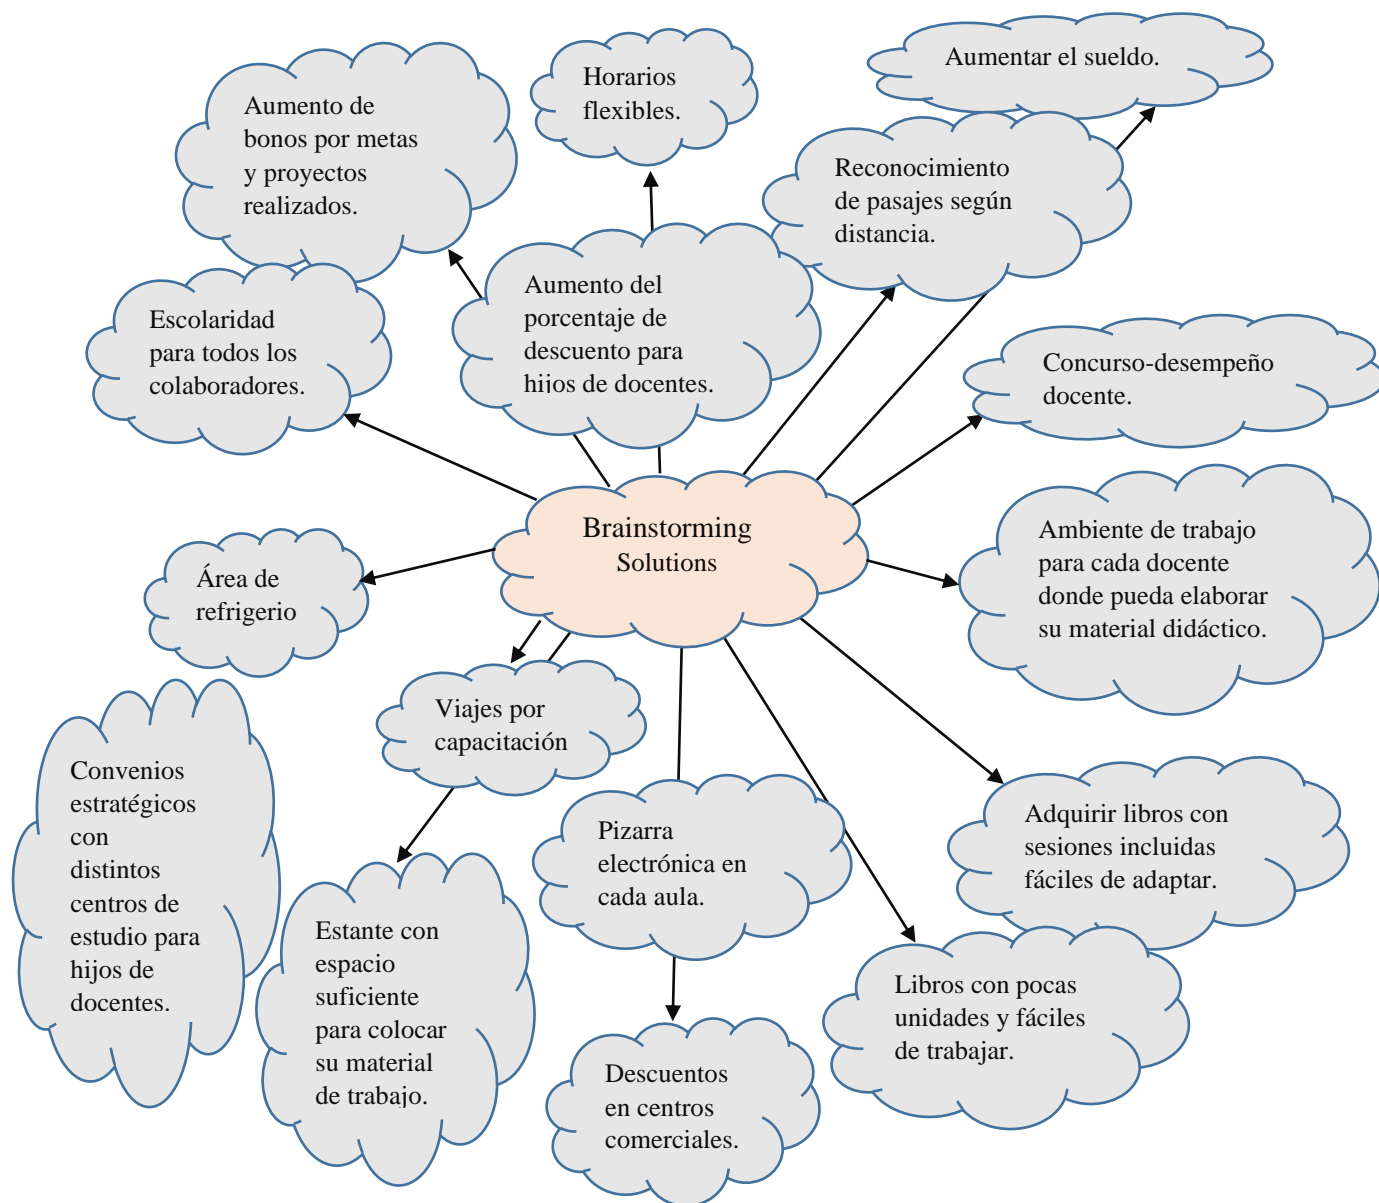 Aumentar el sueldo.
Horarios
flexibles.
Aumento de
bonos por metas
y proyectos
realizados.
Reconocimiento
de pasajes según
distancia.
Aumento del
porcentaje de
descuento para
hijos de docentes.
Escolaridad
para todos los
colaboradores.
Concurso-desempeño
docente.
Brainstorming
Solutions
Ambiente de trabajo
para cada docente
donde pueda elaborar
su material didáctico.
Área de
refrigerio
Viajes por
capacitación
Convenios
estratégicos
con
distintos
centros de
estudio para
hijos de
docentes.
Pizarra
electrónica en
cada aula.
Adquirir libros con
sesiones incluidas
fáciles de adaptar.
Estante con
espacio
suficiente
para colocar
su material
de trabajo.
Libros con pocas
unidades y fáciles
de trabajar.
Descuentos
en centros
comerciales.